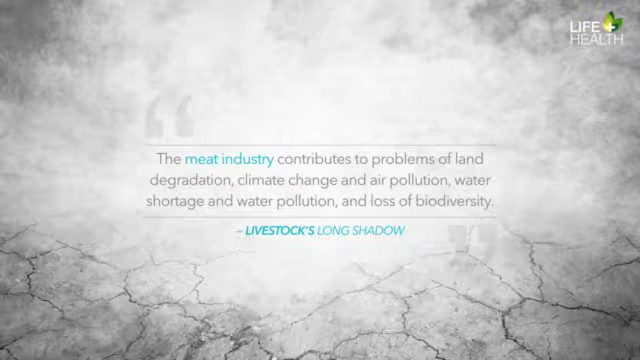 LIFE+
HEALTH
“
The meat industry contributes to problems of land
degradation, climate change and air pollution, water
shortage and water pollution, and loss of biodiversity.
”
– LIVESTOCK'S LONG SHADOW